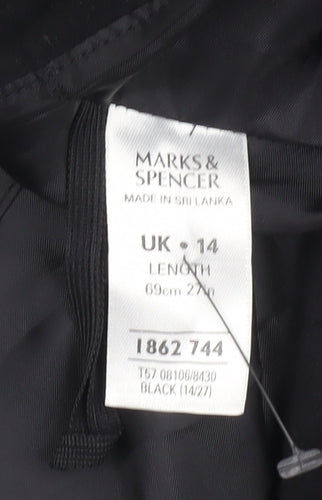 MARKS &
SPENCER
MADE IN SRI LANKA
UK • 14
LENGTH
69cm 27in
1862 744
T57 08106/8430
BLACK (14/27)